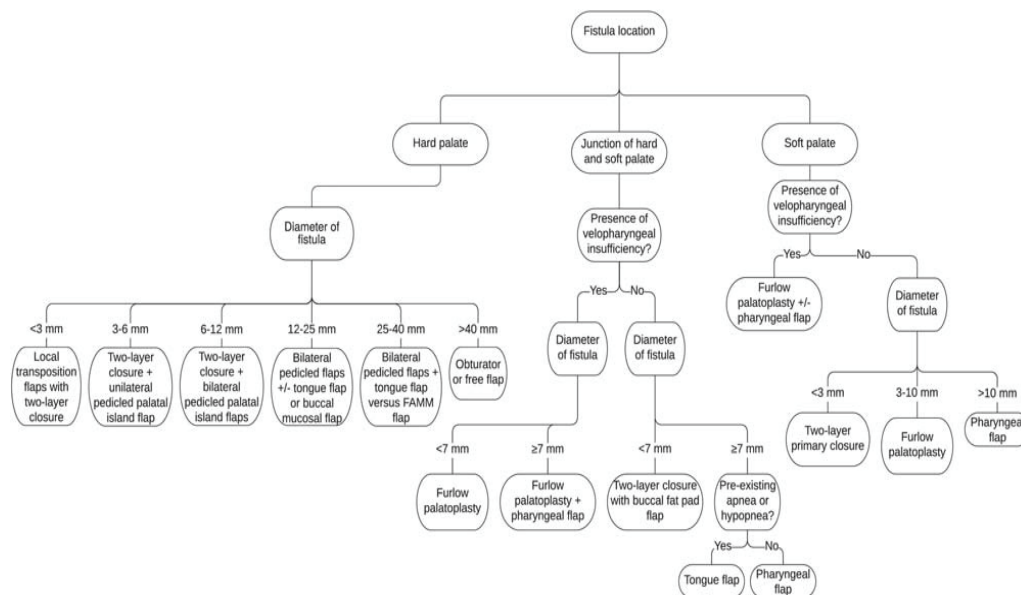 Fistula location
Hard palate
Junction of hard
and soft palate
Soft palate
Diameter of
fistula
Presence of
velopharyngeal
insufficiency?
Presence of
velopharyngeal
insufficiency?
Yes
No
Yes
No
Furlow
palatoplasty +/-
pharyngeal flap
Diameter
of fistula
<3 mm
3-6 mm
6-12 mm
12-25 mm
25-40 mm
>40 mm
Local
transposition
flaps with
two-layer
closure
Two-layer
closure +
unilateral
pedicled palatal
island flap
Two-layer
closure +
bilateral
pedicled palatal
island flaps
Bilateral
pedicled flaps
+/- tongue flap
or buccal
mucosal flap
Bilateral
pedicled flaps +
tongue flap
versus FAMM
flap
Obturator
or free flap
Diameter
of fistula
Diameter
of fistula
<3 mm
3-10 mm
>10 mm
Two-layer
primary closure
Furlow
palatoplasty
Pharyngeal
flap
<7 mm
≥7 mm
<7 mm
≥7 mm
Furlow
palatoplasty
Furlow
palatoplasty +
pharyngeal flap
Two-layer closure
with buccal fat pad
flap
Pre-existing
apnea or
hypopnea?
Yes
No
Tongue flap
Pharyngeal
flap